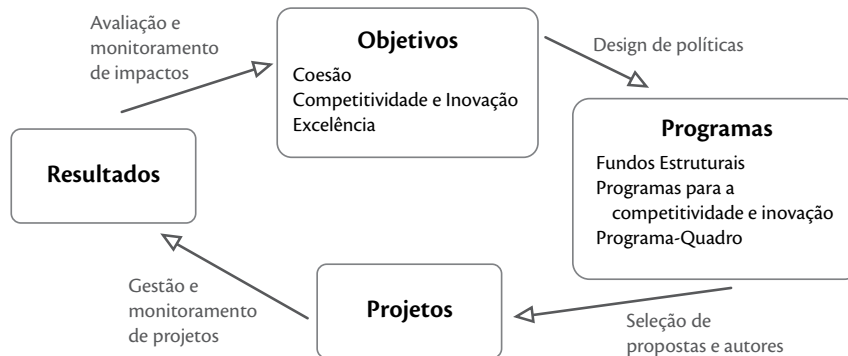 Avaliação e
monitoramento
de impactos
Objetivos
Coesão
Competitividade e Inovação
Excelência
Design de políticas
Programas
Fundos Estruturais
Programas para a
competitividade e inovação
Programa-Quadro
Resultados
Gestão e
monitoramento
de projetos
Projetos
Seleção de
propostas e autores